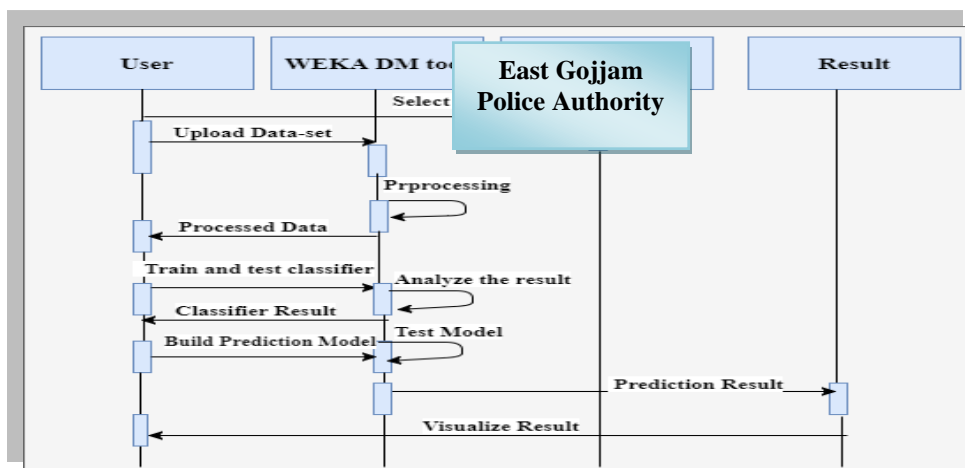 User
WEKA DM too
East Gojjam
Police Authority
Result
Select
Upload Data-set
Prprocessing
Processed Data
Train and test classifier
Analyze the result
Classifier Result
Test Model
Build Prediction Model
Prediction Result
Visualize Result